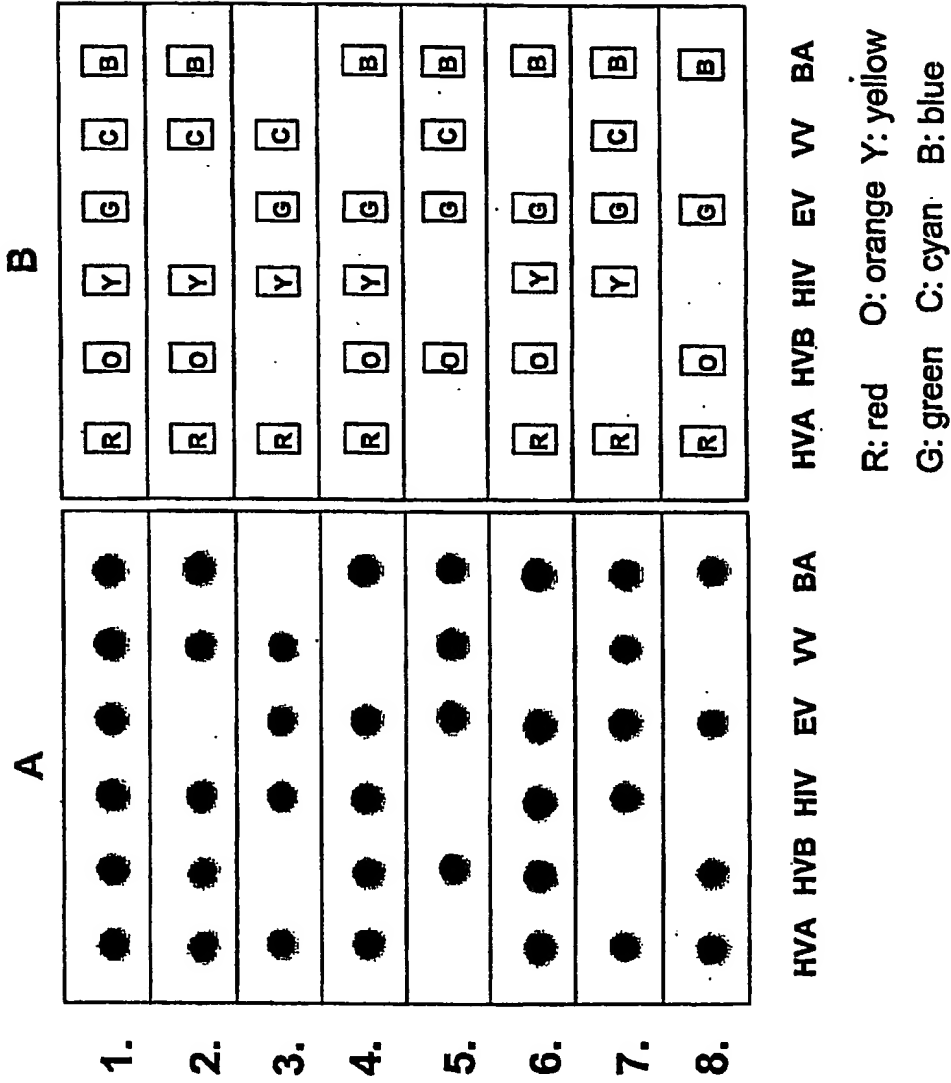 A B
1. R O Y G C B
2. R O Y C B
3. R Y G C
4. R O Y G B
5. O G C B
6. R O Y G B
7. R Y G C B
8. R O G B
HVA HVB HIV EV VV BA HVA HVB HIV EV VV BA
R: red O: orange Y: yellow
G: green C: cyan B: blue